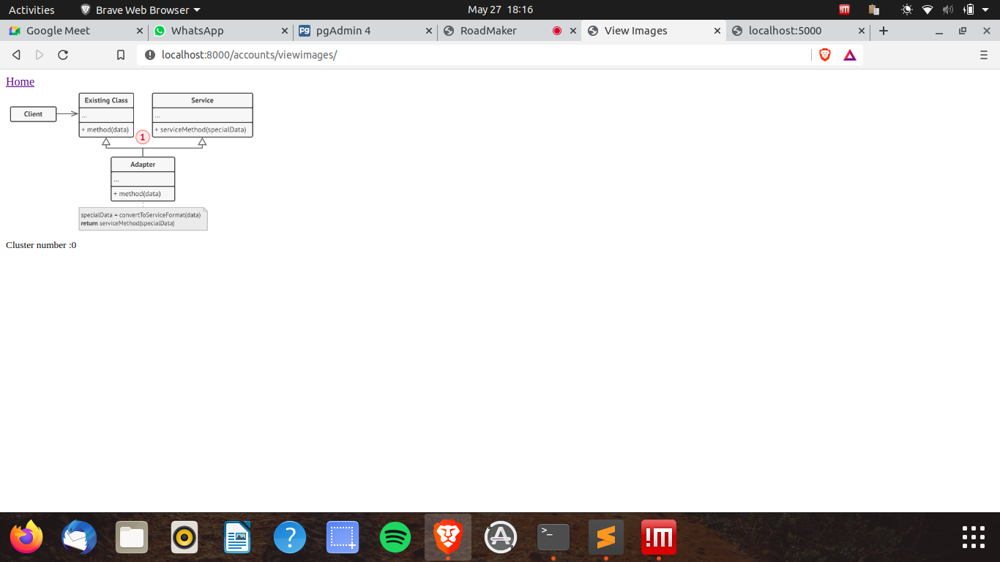 Activities
Brave Web Browser
May 27 18:16
!M
Google Meet
WhatsApp
pg
pgAdmin 4
RoadMaker
View Images
localhost:5000
localhost:8000/accounts/viewimages/
Home
Client
Existing Class
...
+ method(data)
Service
...
+ serviceMethod(specialData)
1
Adapter
...
+ method(data)
specialData = convertToServiceFormat(data)
return serviceMethod(specialData)
Cluster number :0
?
A
>_
!M